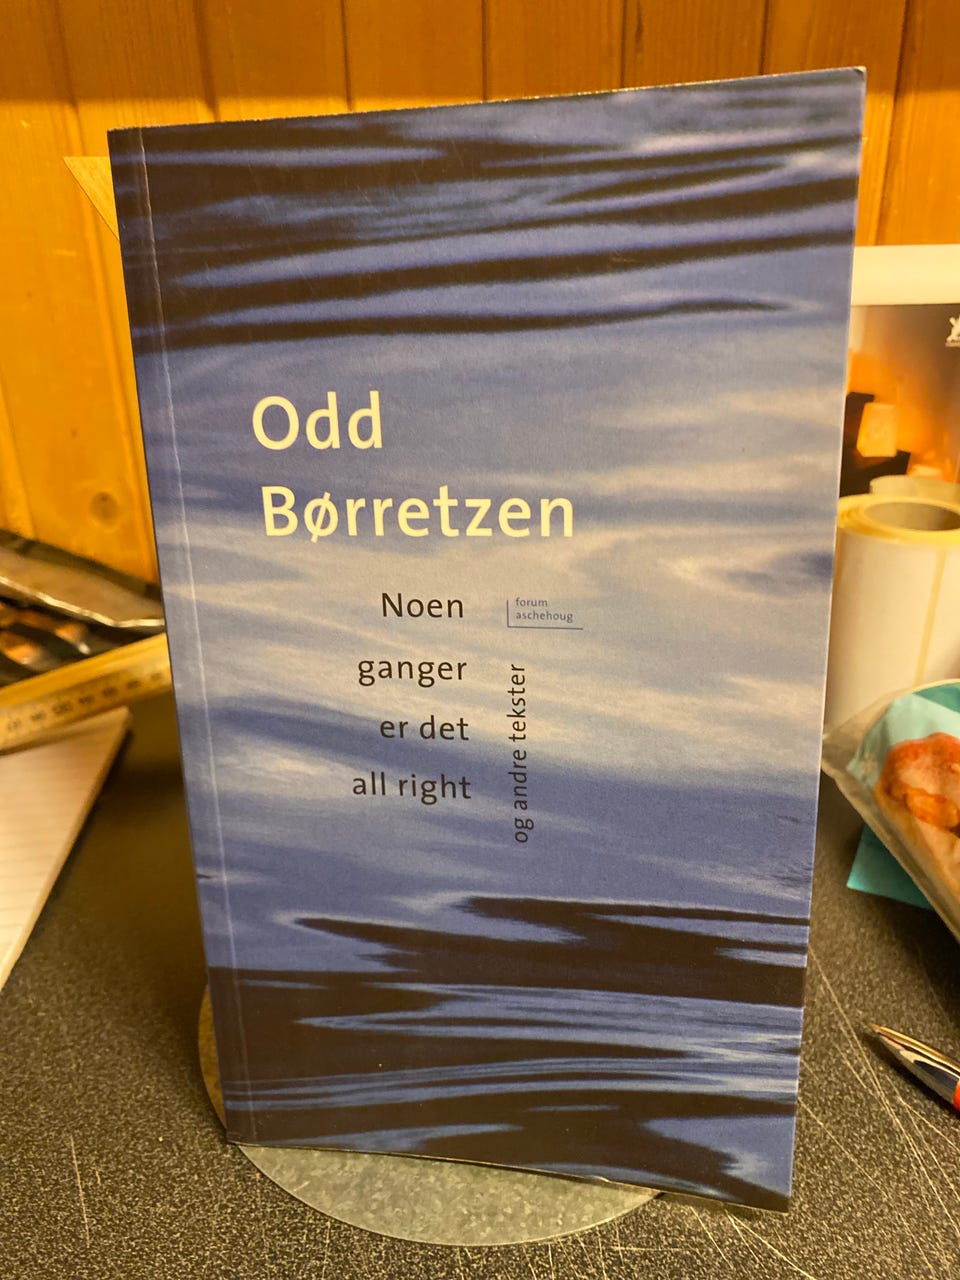 Odd
Børretzen
Noen
ganger
er det
all right
forum
aschehoug
og andre tekster